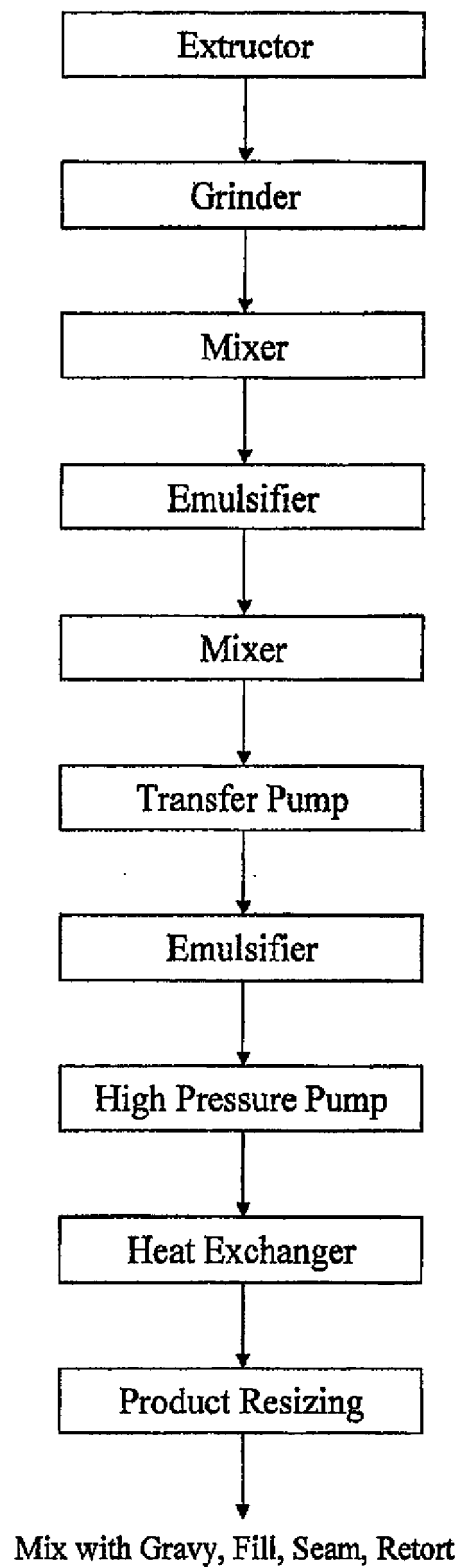 Extructor
Grinder
Mixer
Emulsifier
Mixer
Transfer Pump
Emulsifier
High Pressure Pump
Heat Exchanger
Product Resizing
Mix with Gravy, Fill, Seam, Retort